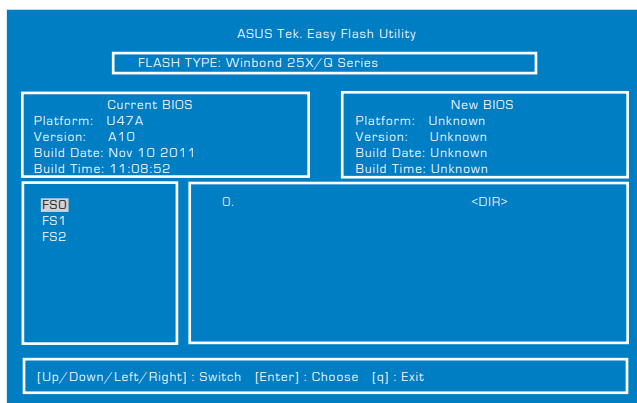 ASUS Tek. Easy Flash Utility
FLASH TYPE: Winbond 25X/Q Series
Current BIOS
Platform: U47A
Version: A10
Build Date: Nov 10 2011
Build Time: 11:08:52
New BIOS
Platform: Unknown
Version: Unknown
Build Date: Unknown
Build Time: Unknown
FS0
FS1
FS2
0. <DIR>
[Up/Down/Left/Right] : Switch [Enter] : Choose [q] : Exit